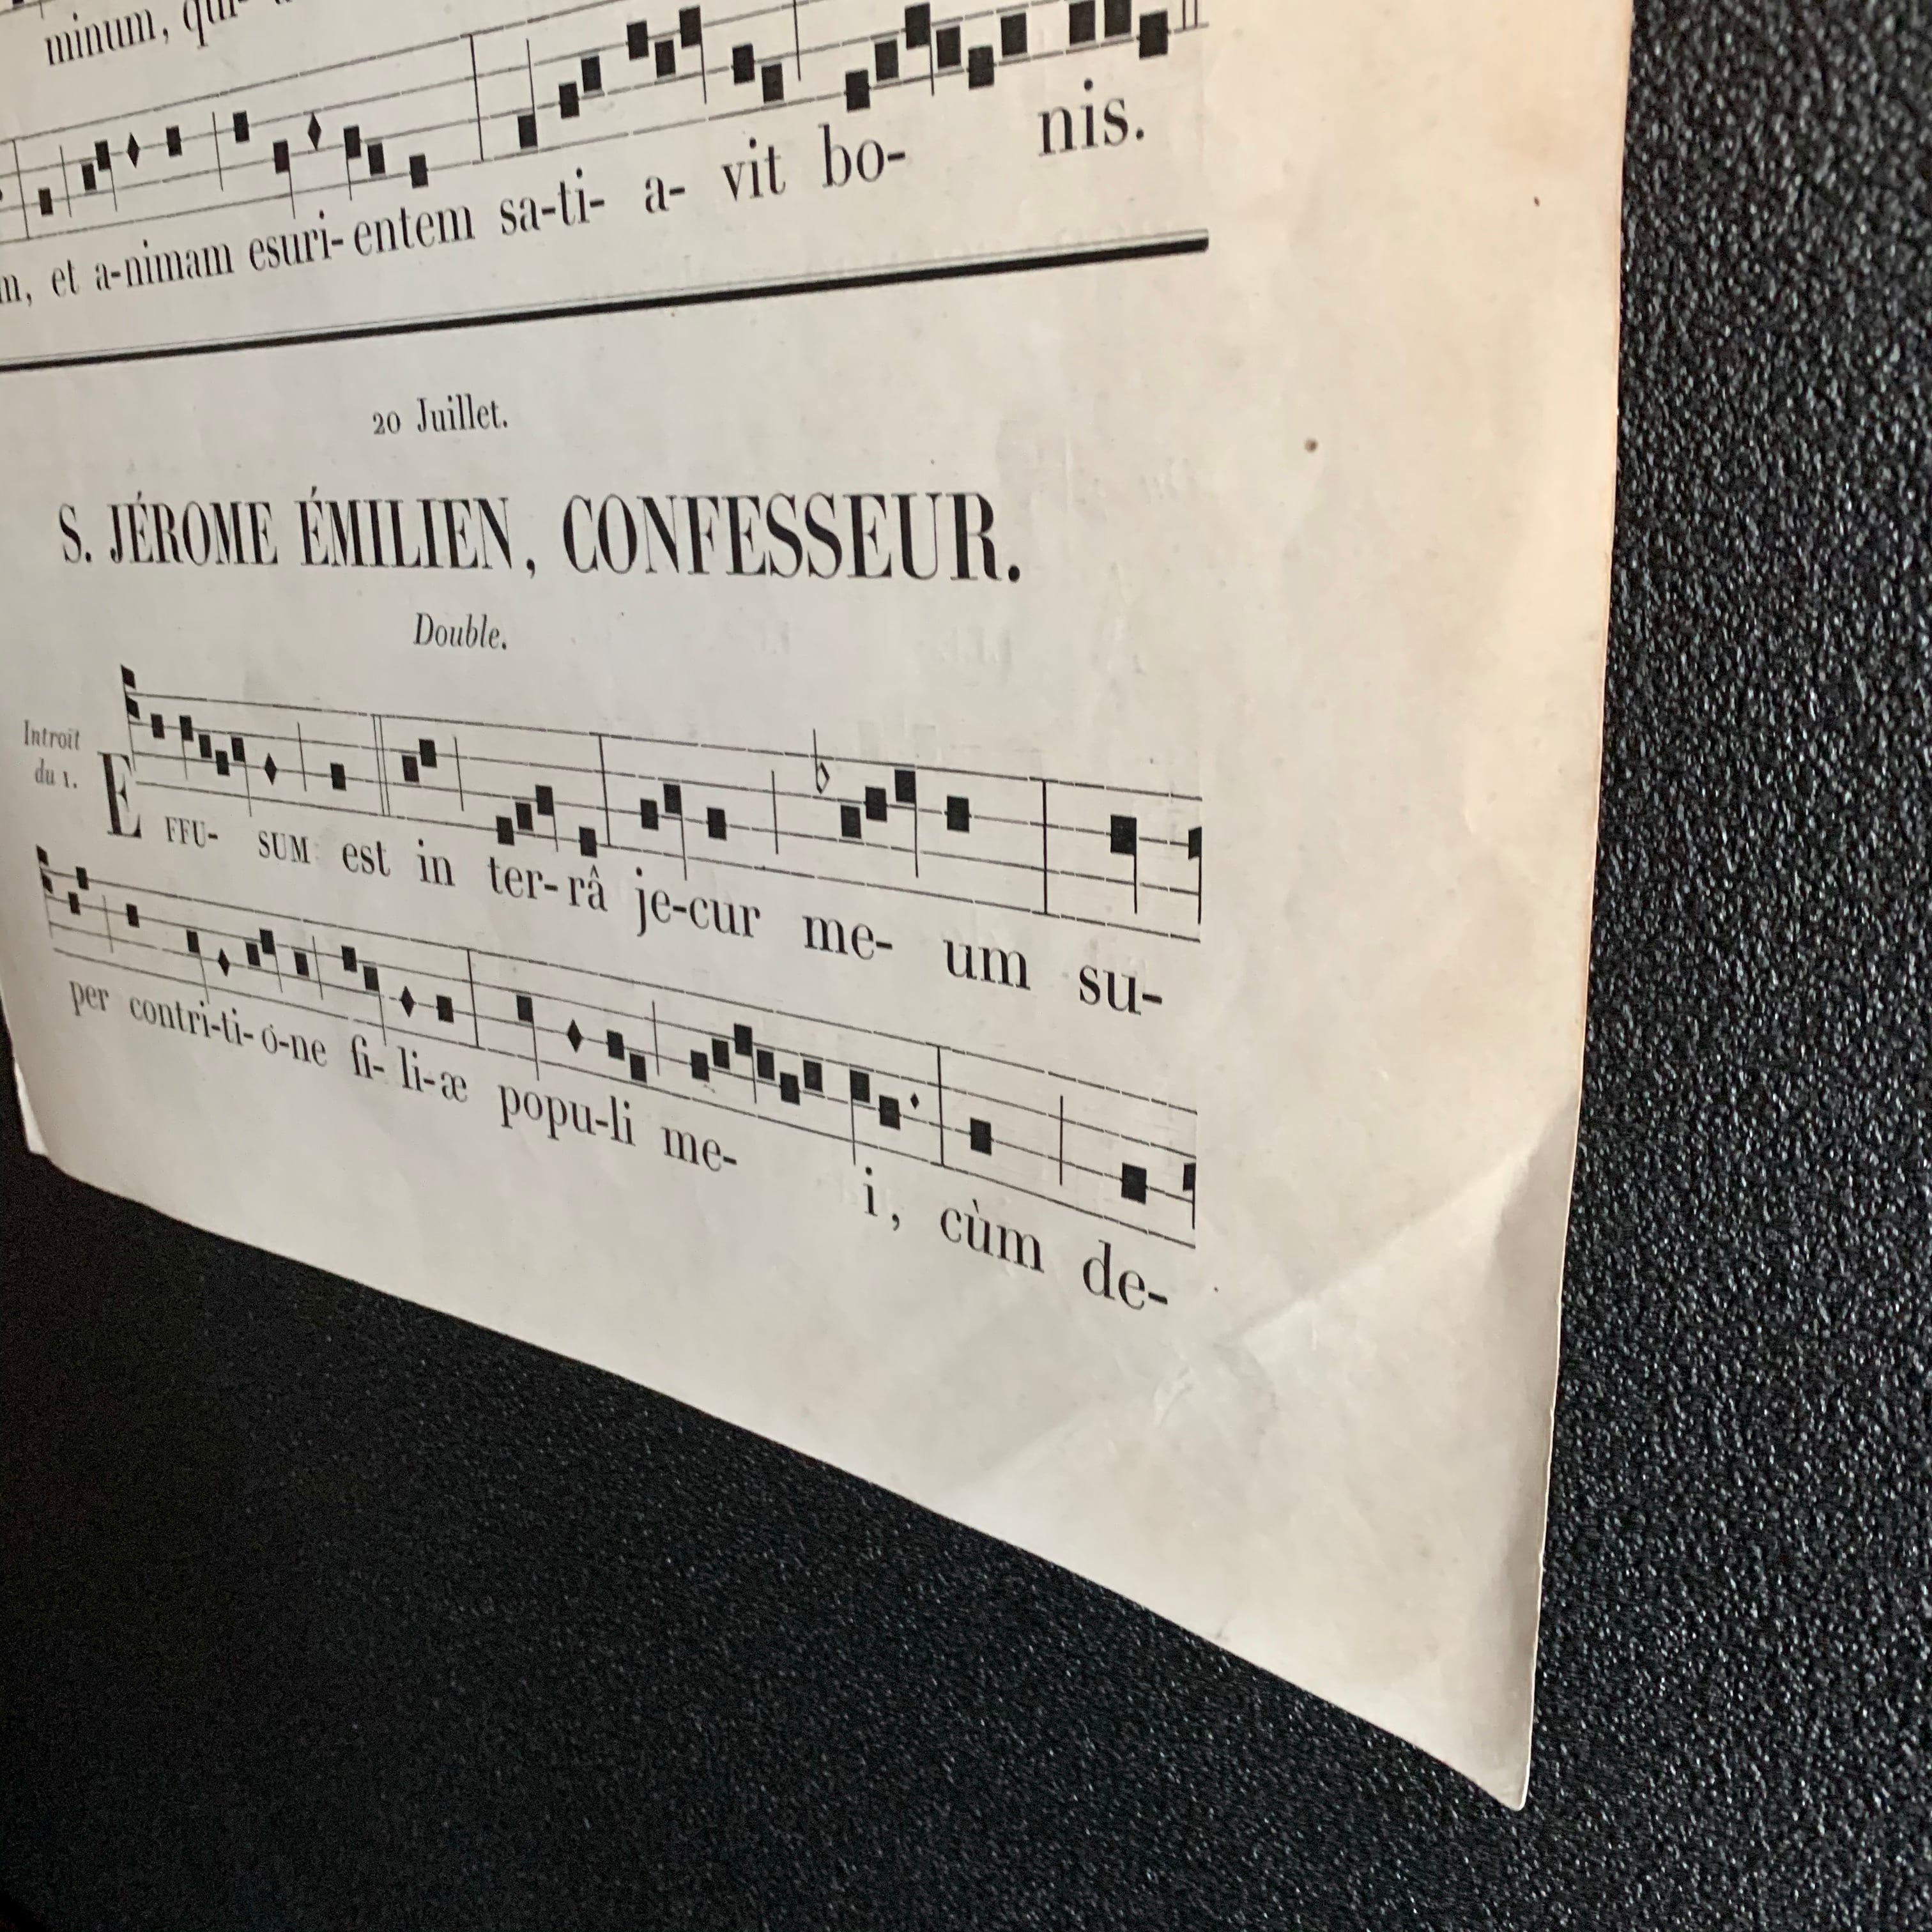 minum,
et a-nimam esuri-entem sa-ti- a- vit bo- nis.
20 Juillet.
S. JÉROME ÉMILIEN, CONFESSEUR.
Double.
Introït
du 1.
EFFU- SUM est in ter-râ je-cur me- um su-
per contri-ti-ó-ne fi- li-æ popu-li me- i, cùm de-